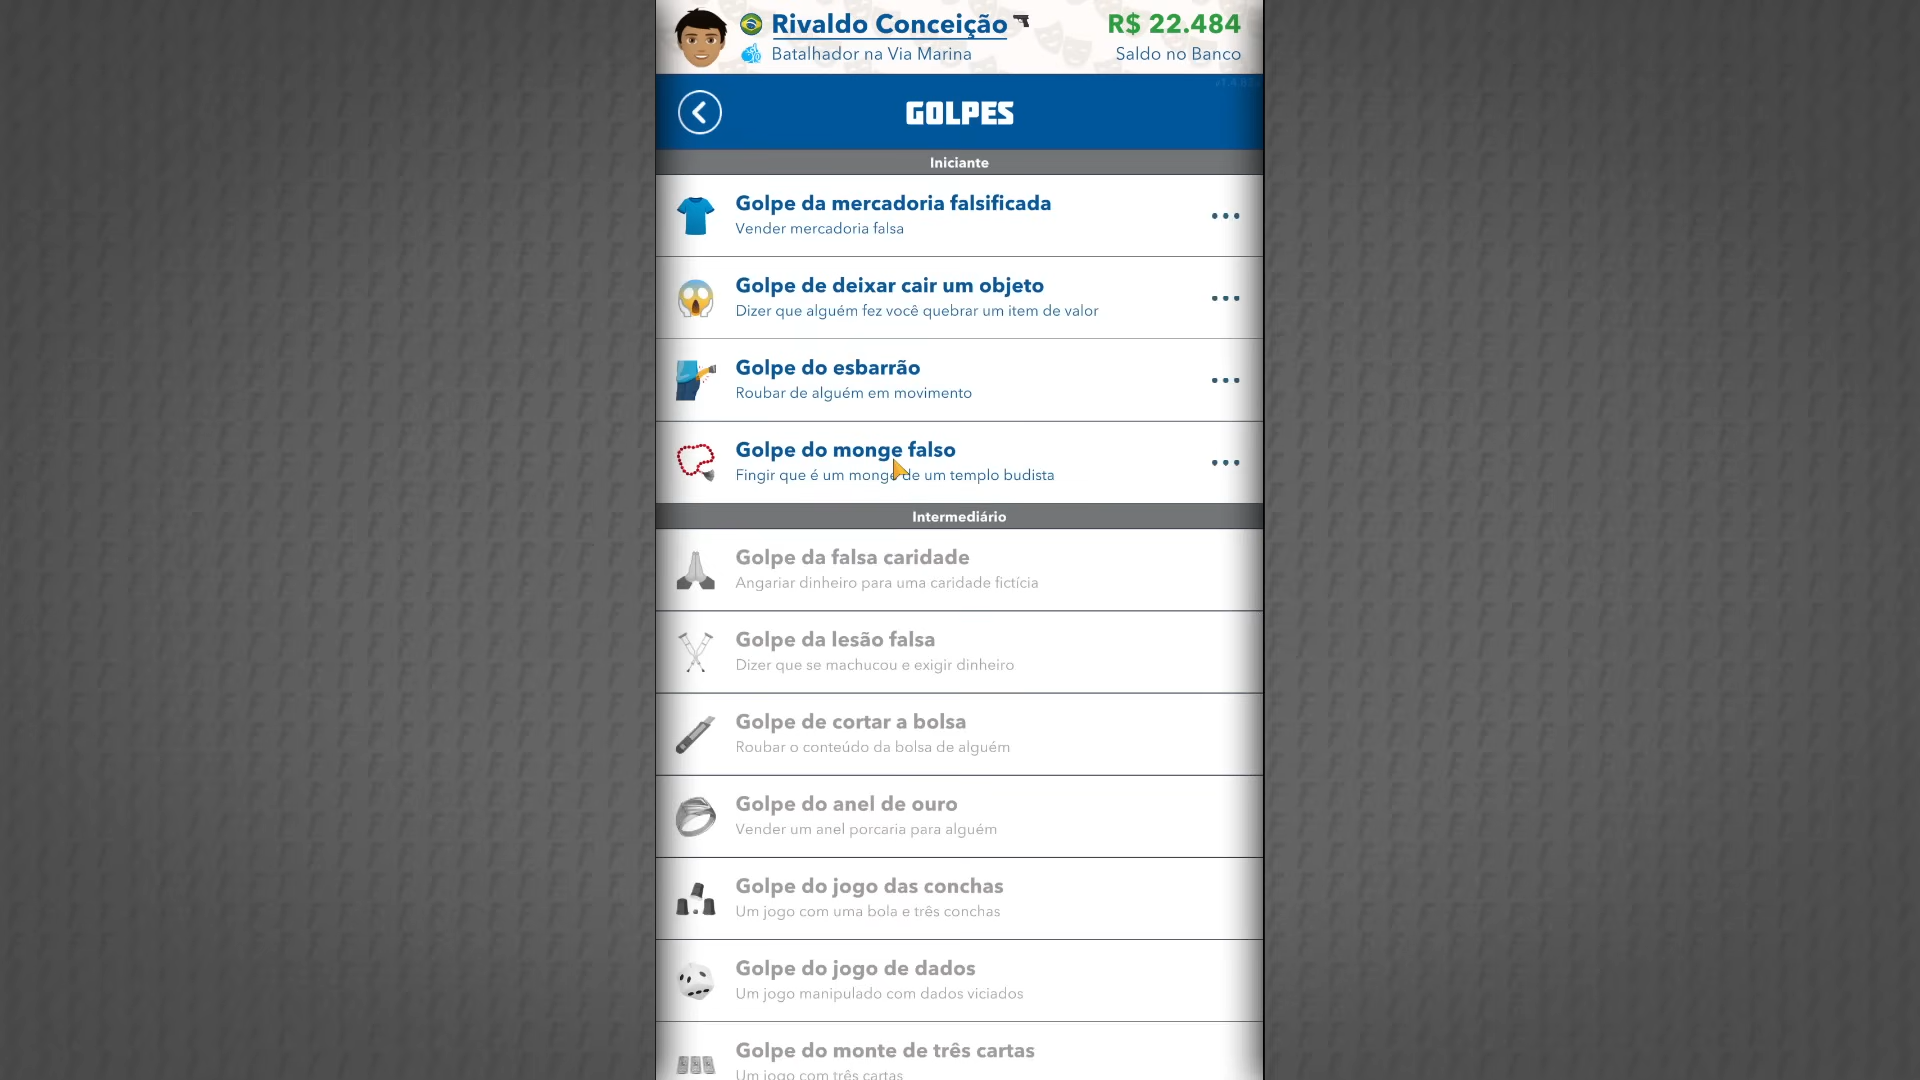 Rivaldo Conceição
R$ 22.484
Batalhador na Via Marina
Saldo no Banco
GOLPES
Iniciante
Golpe da mercadoria falsificada
Vender mercadoria falsa
Golpe de deixar cair um objeto
Dizer que alguém fez você quebrar um item de valor
Golpe do esbarrão
Roubar de alguém em movimento
Golpe do monge falso
Fingir que é um monge de um templo budista
Intermediário
Golpe da falsa caridade
Angariar dinheiro para uma caridade fictícia
Golpe da lesão falsa
Dizer que se machucou e exigir dinheiro
Golpe de cortar a bolsa
Roubar o conteúdo da bolsa de alguém
Golpe do anel de ouro
Vender um anel porcaria para alguém
Golpe do jogo das conchas
Um jogo com uma bola e três conchas
Golpe do jogo de dados
Um jogo manipulado com dados viciados
Golpe do monte de três cartas
Um jogo com três cartas